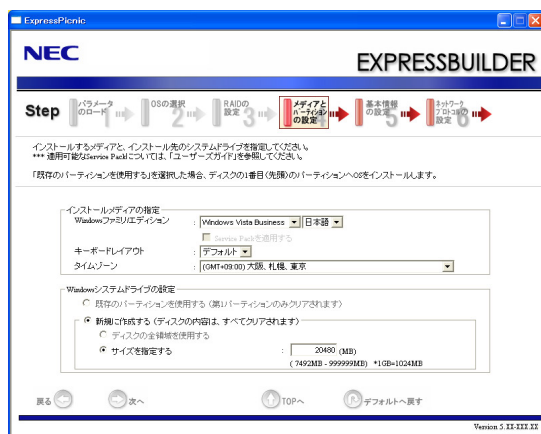 ExpressPicnic
NEC
EXPRESSBUILDER
Step
パラメータのロード 1
OSの選択 2
RAIDの設定 3
メディアとパーティションの設定 4
基本情報の設定 5
ネットワークプロトコルの設定 6
インストールするメディアと、インストール先のシステムドライブを指定してください。
*** 適用可能なService Packについては、「ユーザーズガイド」を参照してください。
「既存のパーティションを使用する」を選択した場合、ディスクの1番目(先頭)のパーティションへOSをインストールします。
インストールメディアの指定
Windowsファミリ/エディション : Windows Vista Business 日本語
Service Packを適用する
キーボードレイアウト : デフォルト
タイムゾーン : (GMT+09:00) 大阪、札幌、東京
Windowsシステムドライブの設定
既存のパーティションを使用する (第1パーティションのみクリアされます)
新規に作成する (ディスクの内容は、すべてクリアされます)
ディスクの全領域を使用する
サイズを指定する : 20480 (MB)
( 7492MB - 999999MB) *1GB=1024MB
戻る 次へ TOPへ デフォルトへ戻す
Version 5.XX-XXX.XX